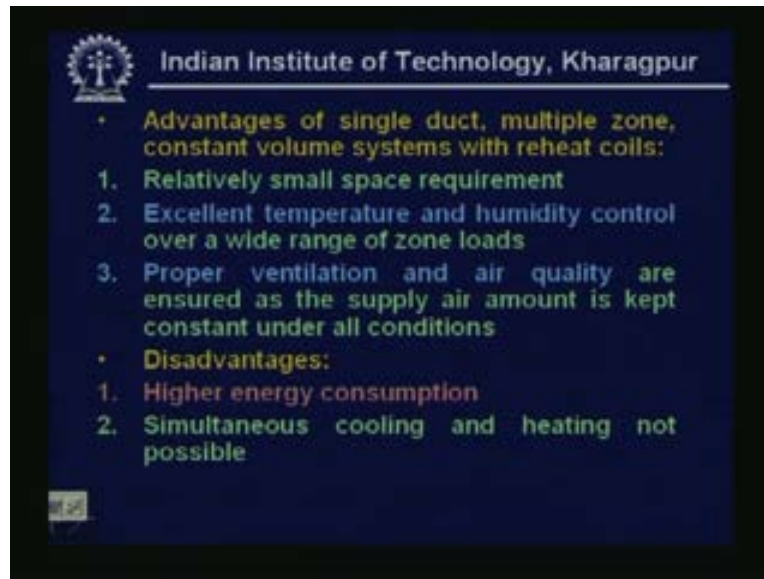 Indian Institute of Technology, Kharagpur
• Advantages of single duct, multiple zone,
constant volume systems with reheat coils:
1. Relatively small space requirement
2. Excellent temperature and humidity control
over a wide range of zone loads
3. Proper ventilation and air quality are
ensured as the supply air amount is kept
constant under all conditions
• Disadvantages:
1. Higher energy consumption
2. Simultaneous cooling and heating not
possible